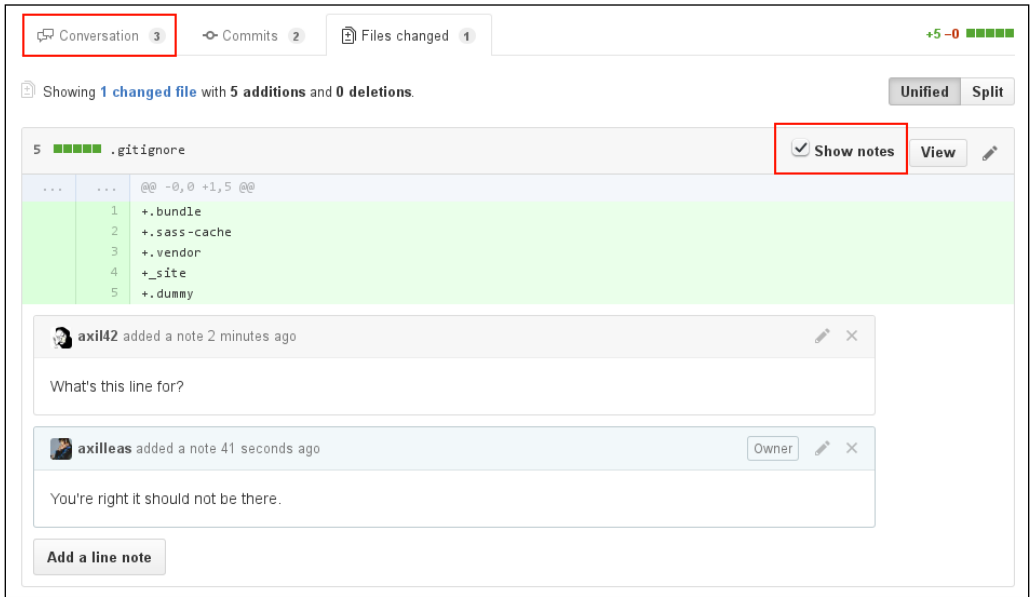 Conversation 3 Commits 2 Files changed 1 +5 −0
Showing 1 changed file with 5 additions and 0 deletions. Unified Split
5 .gitignore Show notes View
... ... @@ -0,0 +1,5 @@
1 +.bundle
2 +.sass-cache
3 +.vendor
4 +_site
5 +.dummy
axil42 added a note 2 minutes ago
What's this line for?
axilleas added a note 41 seconds ago Owner
You're right it should not be there.
Add a line note